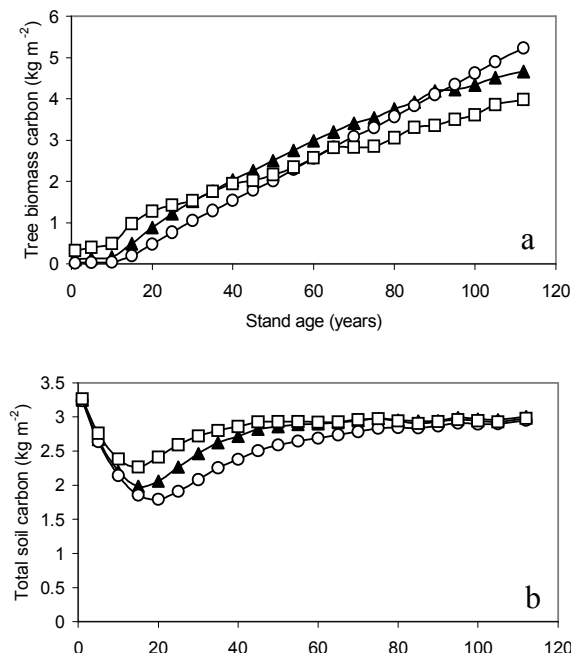 6
5
4
3
2
1
0
Tree biomass carbon (kg m-2)
a
0 20 40 60 80 100 120
Stand age (years)
3.5
3
2.5
2
1.5
1
0.5
0
Total soil carbon (kg m-2)
b
0 20 40 60 80 100 120